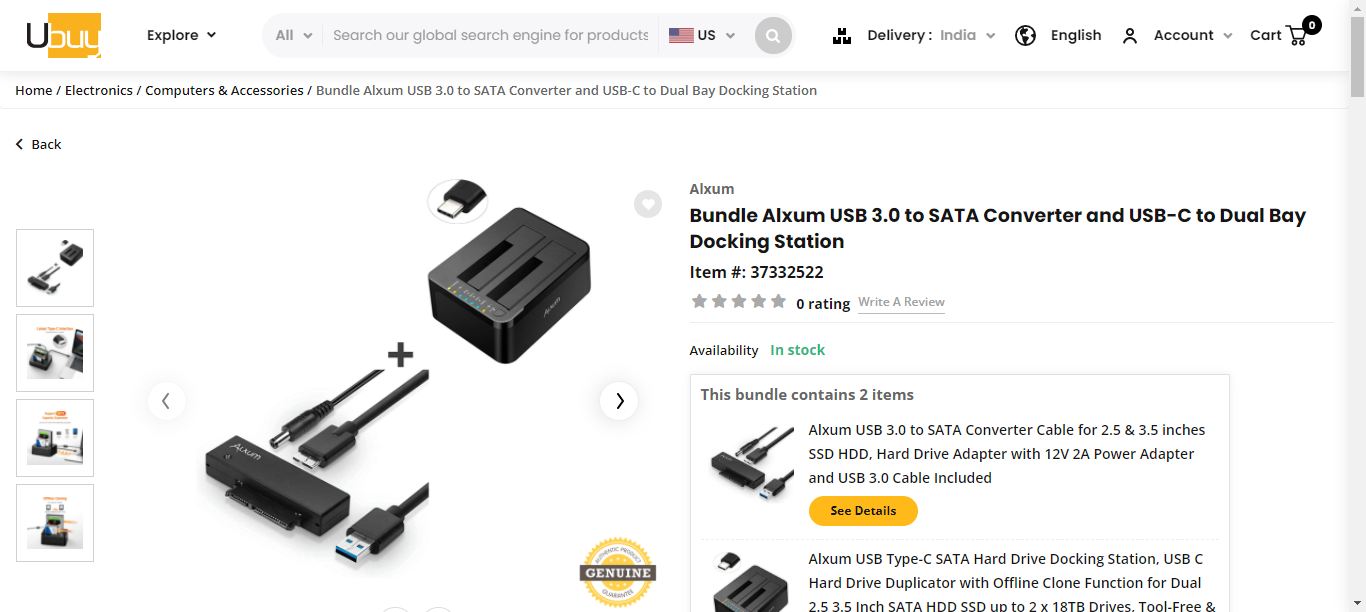 Ubuy
Explore
All
Search our global search engine for products
US
Delivery : India
English
Account
Cart
0
Home / Electronics / Computers & Accessories / Bundle Alxum USB 3.0 to SATA Converter and USB-C to Dual Bay Docking Station
Back
Alxum
Bundle Alxum USB 3.0 to SATA Converter and USB-C to Dual Bay
Docking Station
Item #: 37332522
0 rating Write A Review
Availability In stock
This bundle contains 2 items
Alxum USB 3.0 to SATA Converter Cable for 2.5 & 3.5 inches
SSD HDD, Hard Drive Adapter with 12V 2A Power Adapter
and USB 3.0 Cable Included
See Details
Alxum USB Type-C SATA Hard Drive Docking Station, USB C
Hard Drive Duplicator with Offline Clone Function for Dual
2.5 3.5 Inch SATA HDD SSD up to 2 x 18TB Drives, Tool-Free &
Alxum
+
Alxum
AUTHENTIC PRODUCT
GENUINE
GUARANTEE